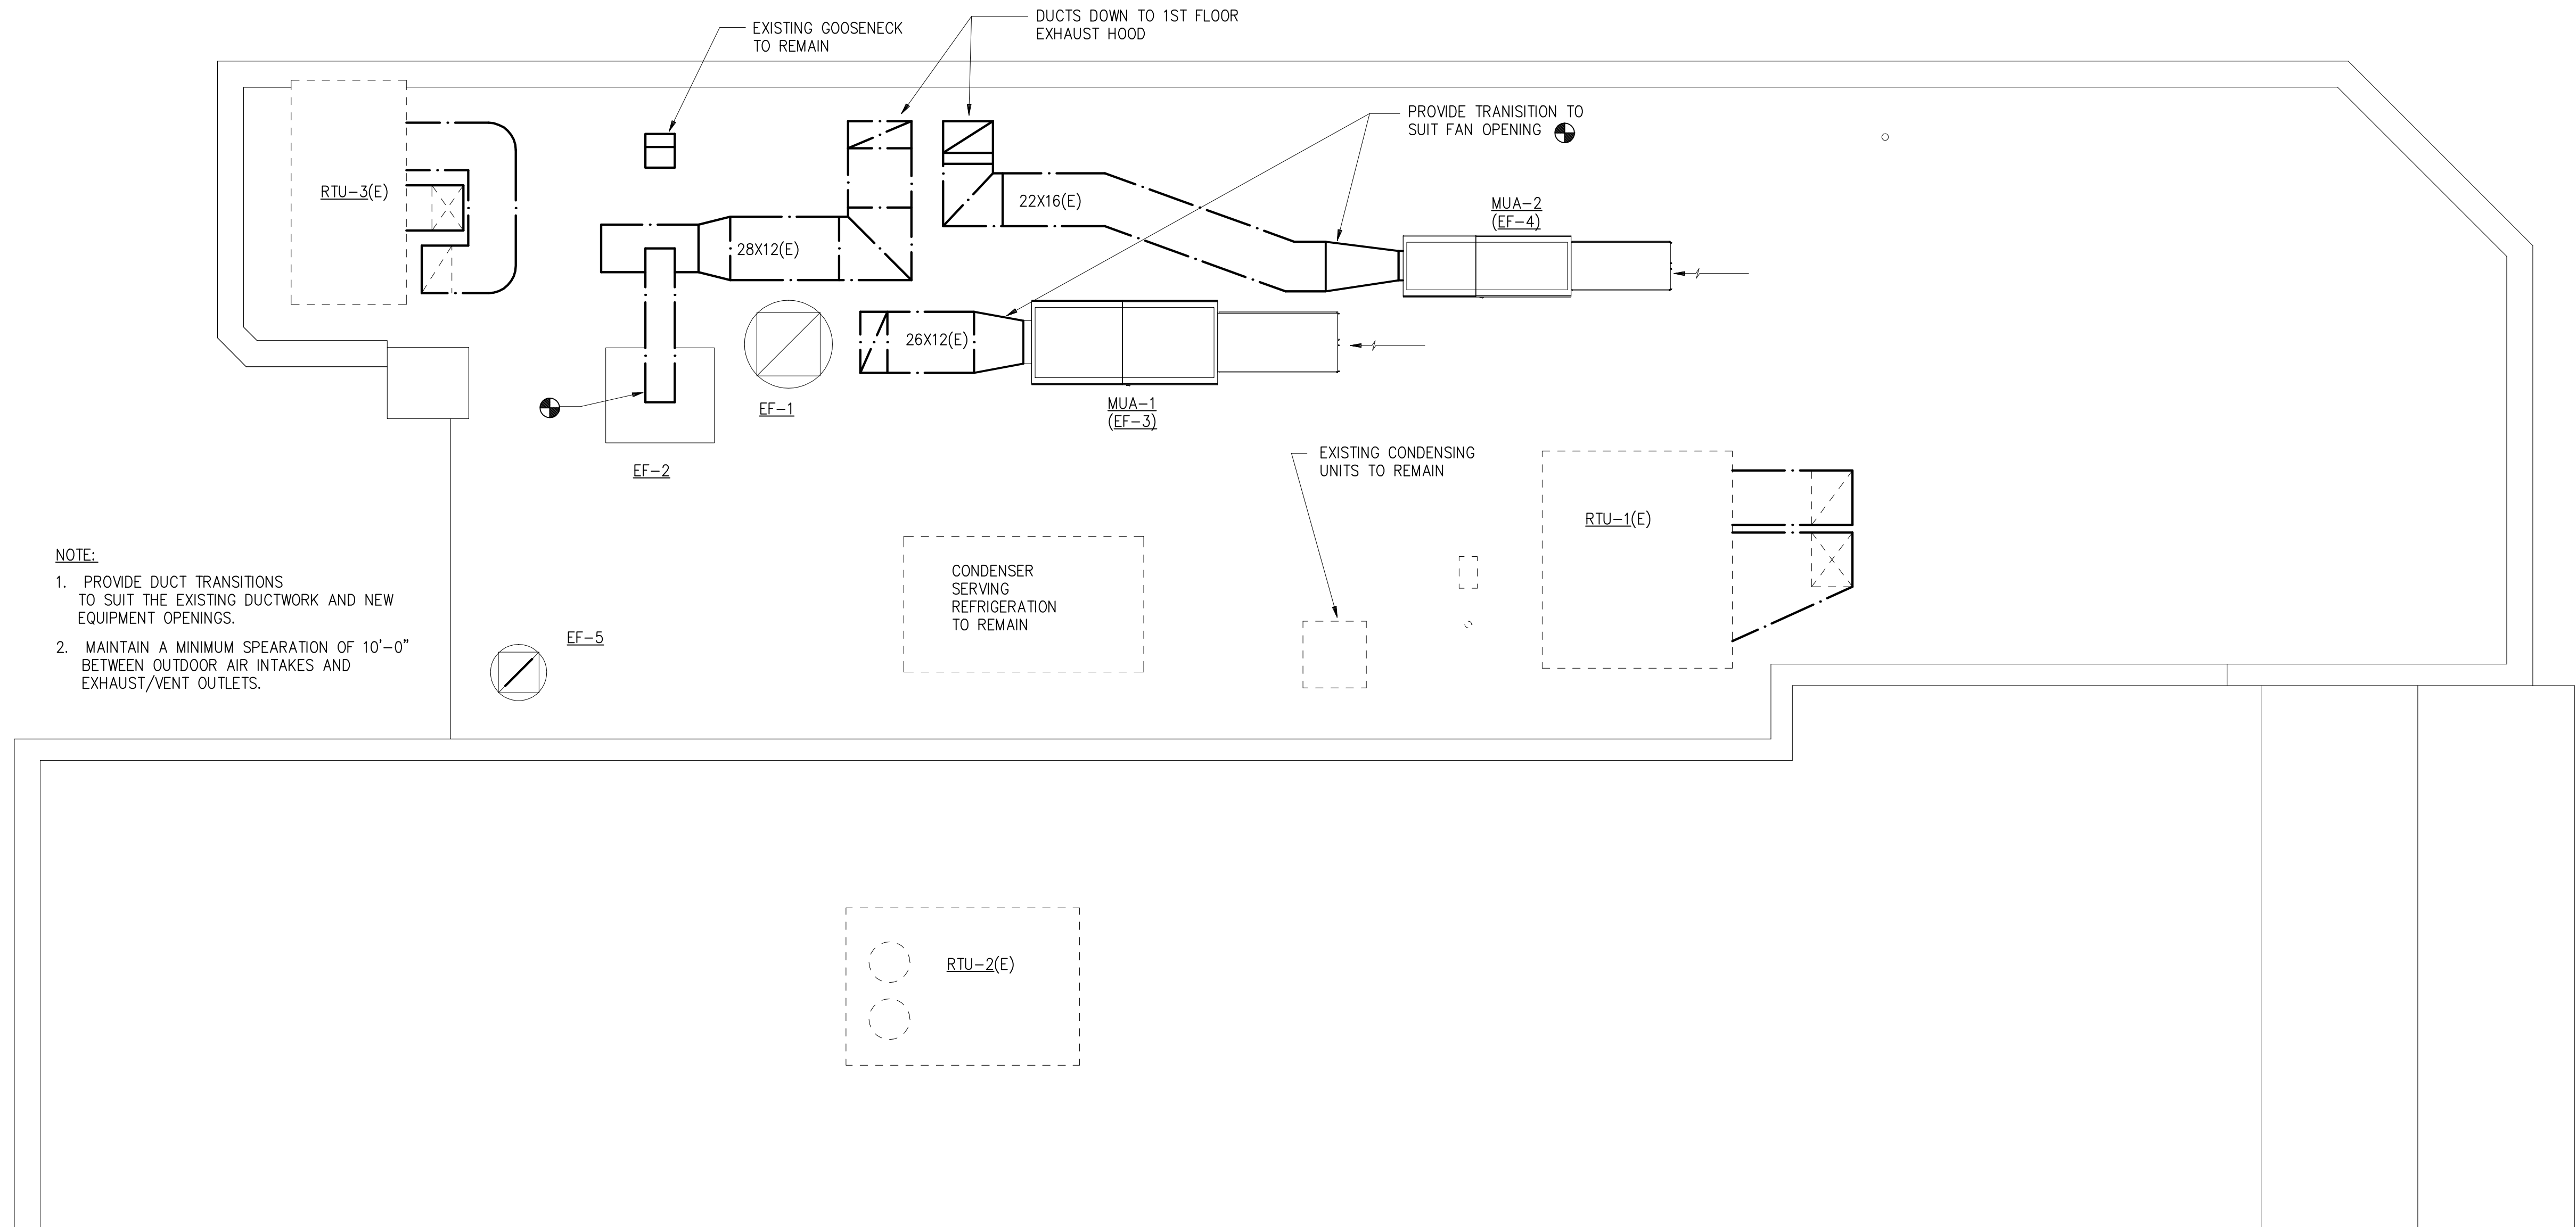 EXISTING GOOSENECK
TO REMAIN
DUCTS DOWN TO 1ST FLOOR
EXHAUST HOOD
PROVIDE TRANISITION TO
SUIT FAN OPENING
RTU-3(E)
22X16(E)
MUA-2
(EF-4)
28X12(E)
26X12(E)
EF-1
MUA-1
(EF-3)
EF-2
EXISTING CONDENSING
UNITS TO REMAIN
RTU-1(E)
NOTE:
1. PROVIDE DUCT TRANSITIONS
TO SUIT THE EXISTING DUCTWORK AND NEW
EQUIPMENT OPENINGS.
2. MAINTAIN A MINIMUM SPEARATION OF 10'-0"
BETWEEN OUTDOOR AIR INTAKES AND
EXHAUST/VENT OUTLETS.
CONDENSER
SERVING
REFRIGERATION
TO REMAIN
EF-5
RTU-2(E)